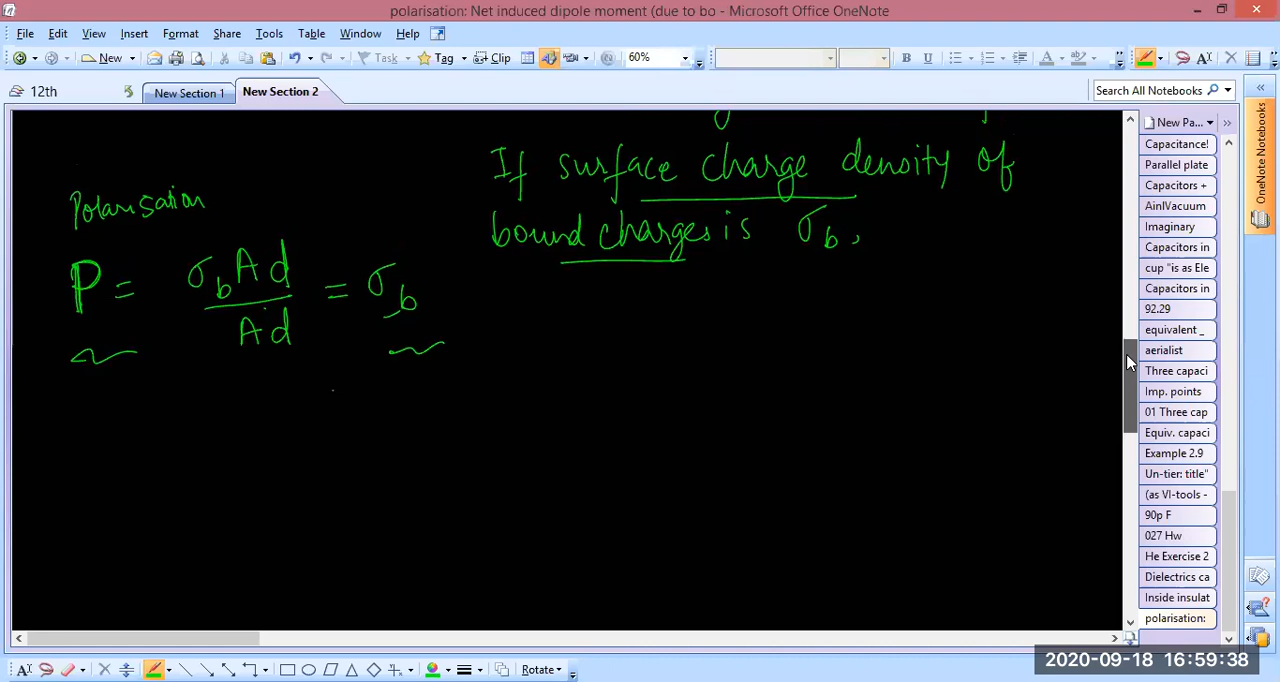 polarisation: Net induced dipole moment (due to bo - Microsoft Office OneNote
File Edit View Insert Format Share Tools Table Window Help
New Task Tag Clip 60% B U
12th New Section 1 New Section 2 Search All Notebooks
New Pa...
OneNote Notebooks
Capacitance!
Parallel plate
Capacitors +
AinlVacuum
Imaginary
Capacitors in
cup "is as Ele
Capacitors in
92.29
equivalent _
aerialist
Three capaci
Imp. points
01 Three cap
Equiv. capaci
Example 2.9
Un-tier: title"
(as VI-tools -
90p F
027 Hw
He Exercise 2
Dielectrics ca
Inside insulat
polarisation:
If surface charge density of
bound charges is σb,
Polarisation
P = σb A d / A d = σb
2020-09-18 16:59:38
Rotate